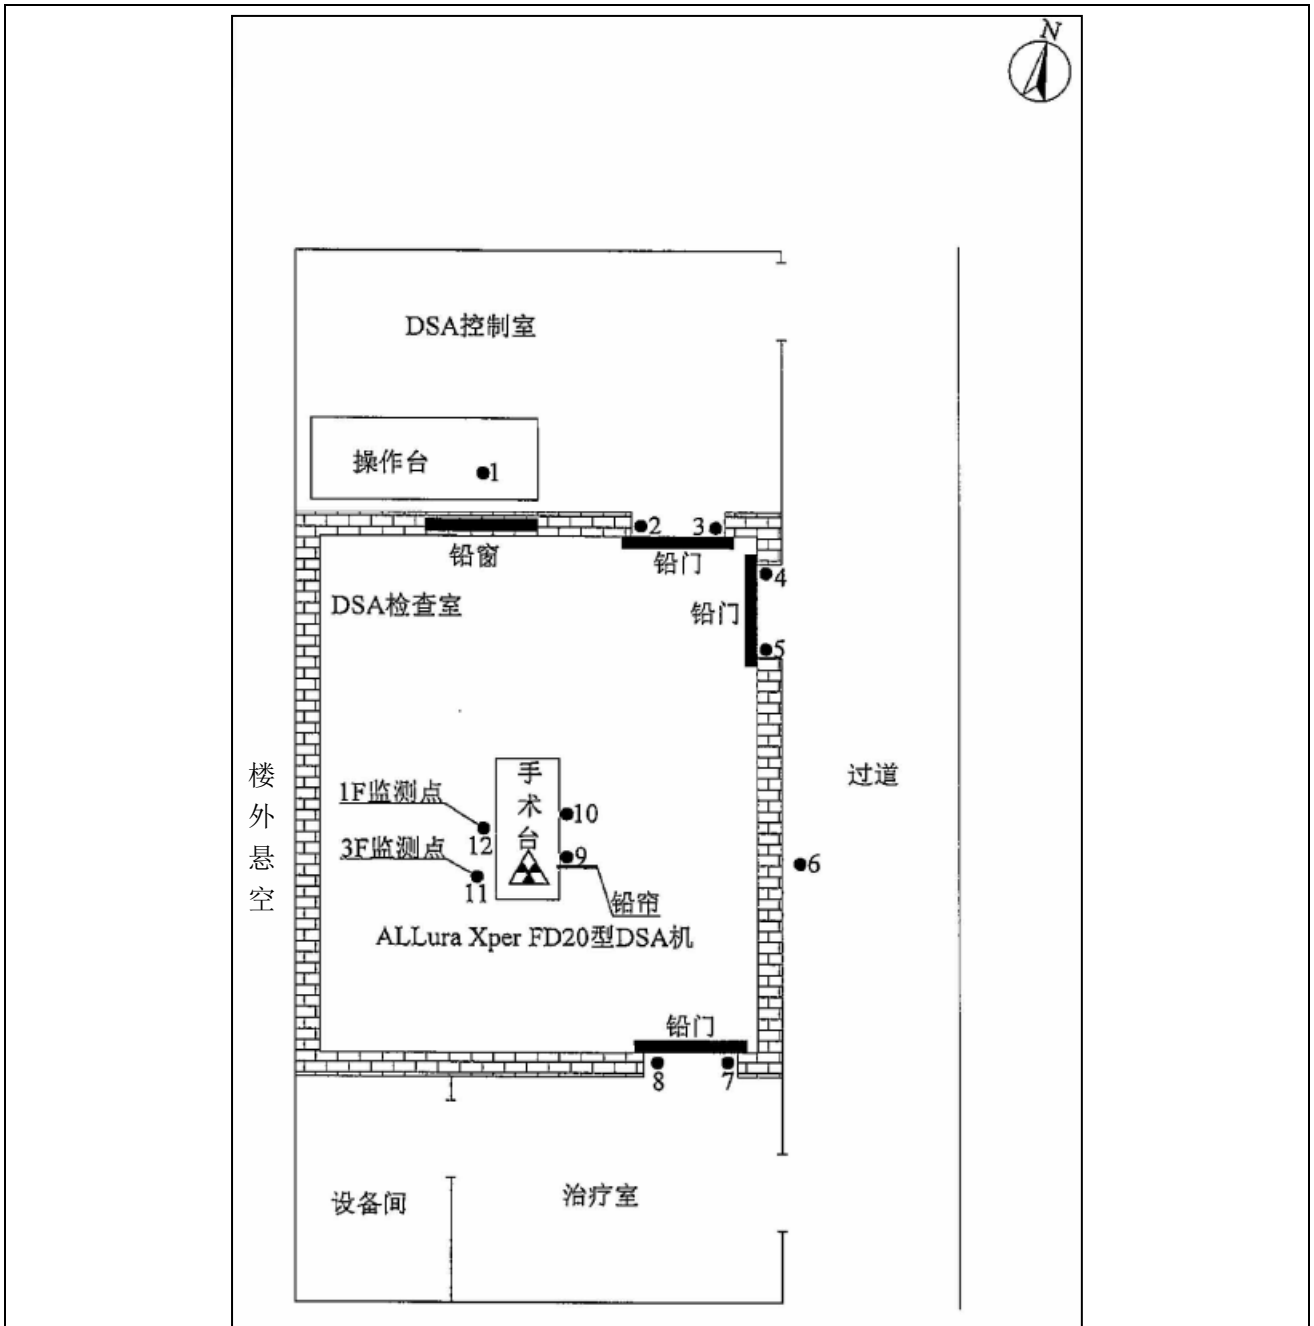 N
DSA控制室
操作台
1
2
3
铅窗
铅门
4
DSA检查室
铅门
5
楼外悬空
手术台
过道
1F监测点
10
12
3F监测点
9
6
11
铅帘
ALLura Xper FD20型DSA机
铅门
8
7
设备间
治疗室